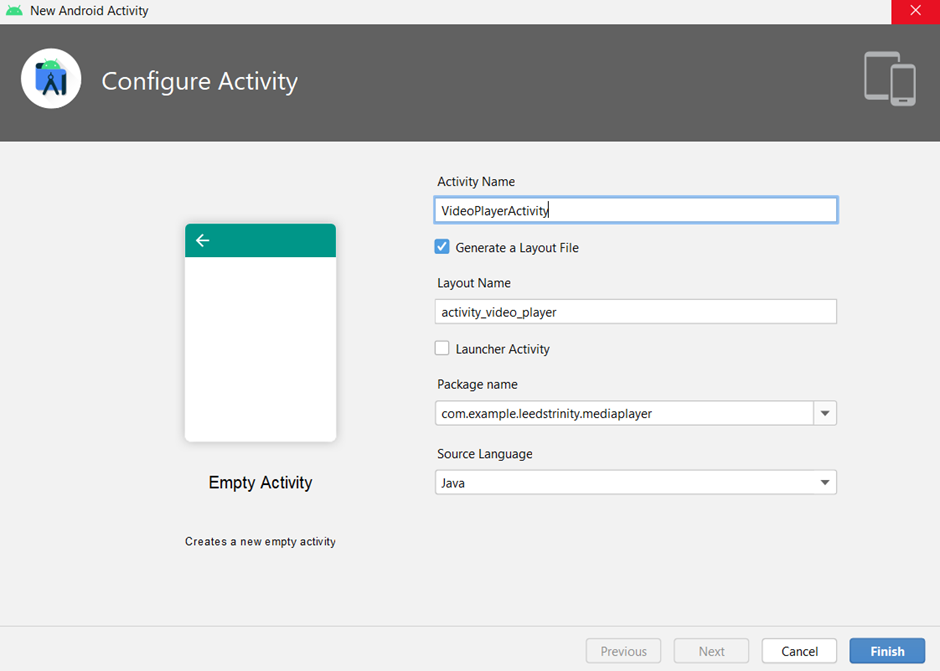 New Android Activity
Configure Activity
Activity Name
VideoPlayerActivity
Generate a Layout File
Layout Name
activity_video_player
Launcher Activity
Package name
com.example.leedstrinity.mediaplayer
Source Language
Java
Empty Activity
Creates a new empty activity
Previous
Next
Cancel
Finish